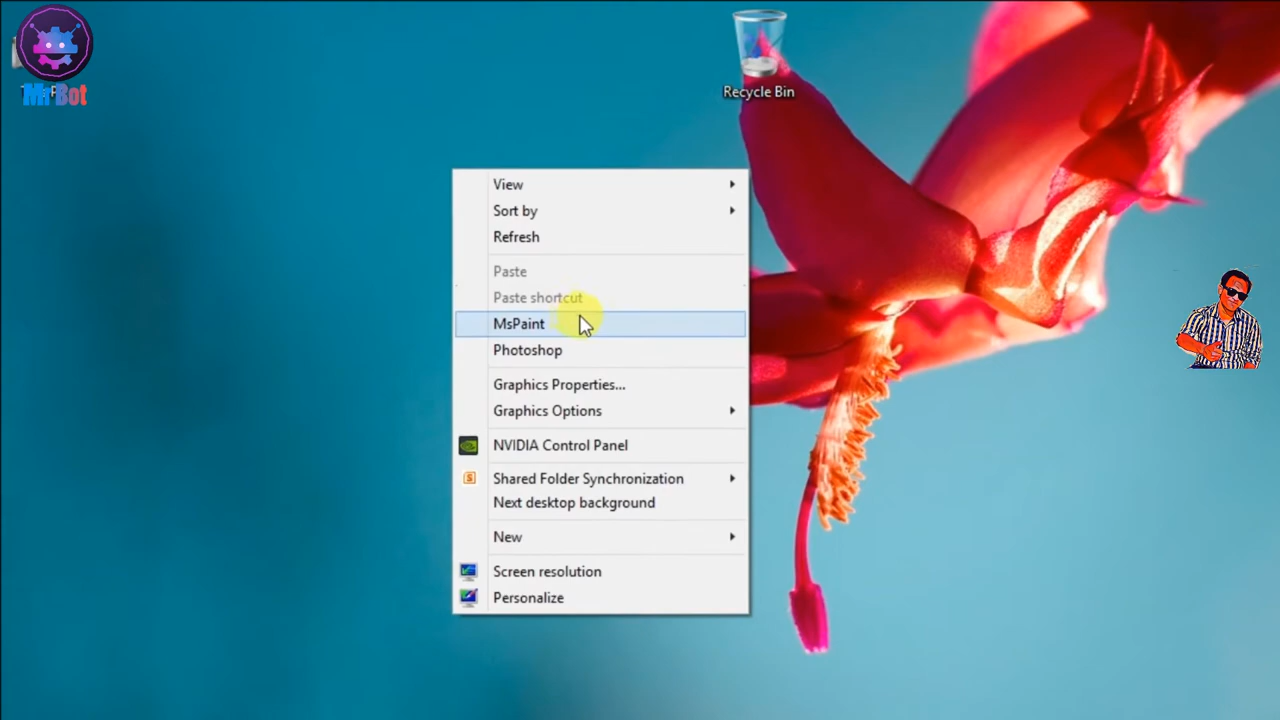 MrBot
Recycle Bin
View
Sort by
Refresh
Paste
Paste shortcut
MsPaint
Photoshop
Graphics Properties...
Graphics Options
NVIDIA Control Panel
Shared Folder Synchronization
Next desktop background
New
Screen resolution
Personalize